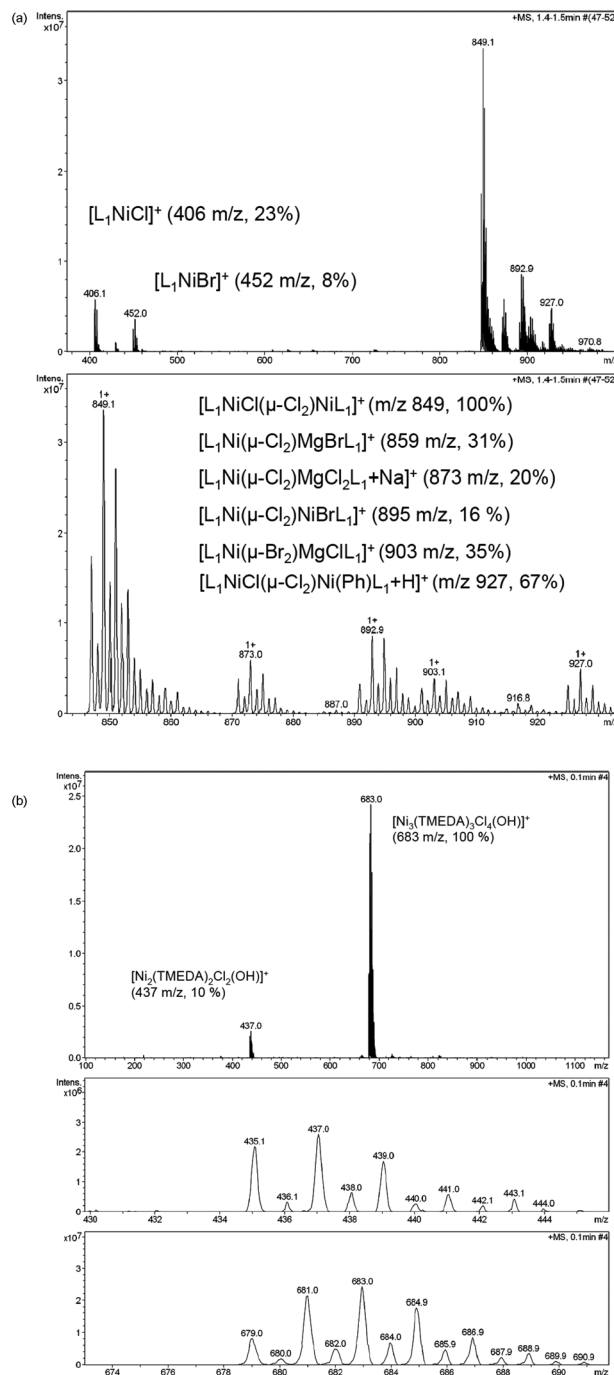 (a)
Intens.
x10⁷
+MS, 1.4-1.5min #(47-52
849.1
3
2
[L₁NiCl]⁺ (406 m/z, 23%)
[L₁NiBr]⁺ (452 m/z, 8%)
1
892.9
406.1
927.0
452.0
970.8
0
400 500 600 700 800 900 m/
Intens.
x10⁷
+MS, 1.4-1.5min #(47-52
1+
849.1
[L₁NiCl(μ-Cl₂)NiL₁]⁺ (m/z 849, 100%)
3
[L₁Ni(μ-Cl₂)MgBrL₁]⁺ (859 m/z, 31%)
[L₁Ni(μ-Cl₂)MgCl₂L₁+Na]⁺ (873 m/z, 20%)
2
[L₁Ni(μ-Cl₂)NiBrL₁]⁺ (895 m/z, 16 %)
[L₁Ni(μ-Br₂)MgClL₁]⁺ (903 m/z, 35%)
[L₁NiCl(μ-Cl₂)Ni(Ph)L₁+H]⁺ (m/z 927, 67%)
1
1+
892.9
1+
873.0
1+
903.1
1+
927.0
887.0
916.8
0
850 860 870 880 890 900 910 920 m/
(b)
Intens.
x10⁷
+MS, 0.1min #4
2.5
683.0
[Ni₃(TMEDA)₃Cl₄(OH)]⁺
(683 m/z, 100 %)
2.0
1.5
1.0
[Ni₂(TMEDA)₂Cl₂(OH)]⁺
(437 m/z, 10 %)
0.5
437.0
0.0
100 200 300 400 500 600 700 800 900 1000 1100 m/z
Intens.
x10⁶
+MS, 0.1min #4
3
437.0
435.1
2
439.0
1
438.0
441.0
436.1
440.0
442.1
443.1
444.0
0
430 432 434 436 438 440 442 444 m/z
Intens.
x10⁷
+MS, 0.1min #4
3
683.0
681.0
2
684.9
1
679.0
686.9
684.0
682.0
685.9
680.0
687.9
688.9
689.9
690.9
0
674 676 678 680 682 684 686 688 690 m/z